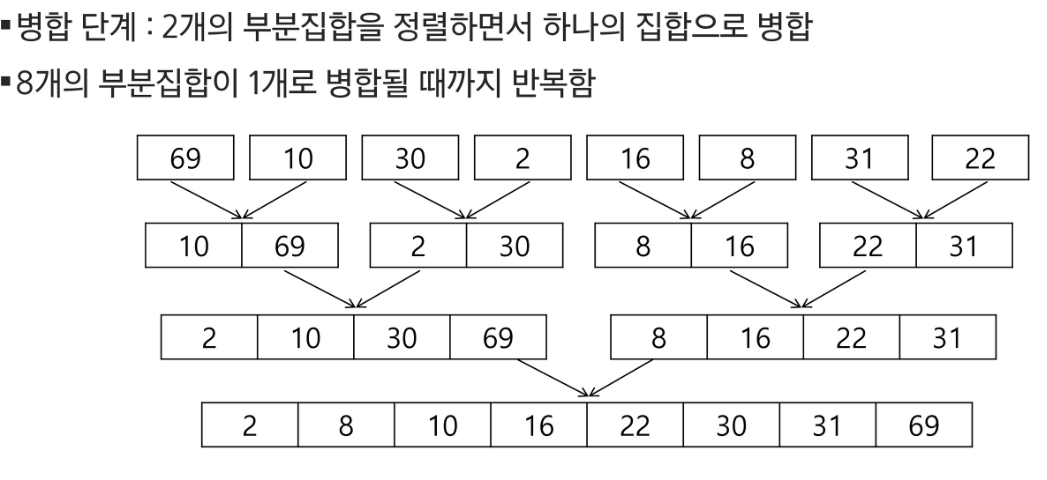 ▪병합 단계 : 2개의 부분집합을 정렬하면서 하나의 집합으로 병합
▪8개의 부분집합이 1개로 병합될 때까지 반복함
69 10 30 2 16 8 31 22
10 69 2 30 8 16 22 31
2 10 30 69 8 16 22 31
2 8 10 16 22 30 31 69